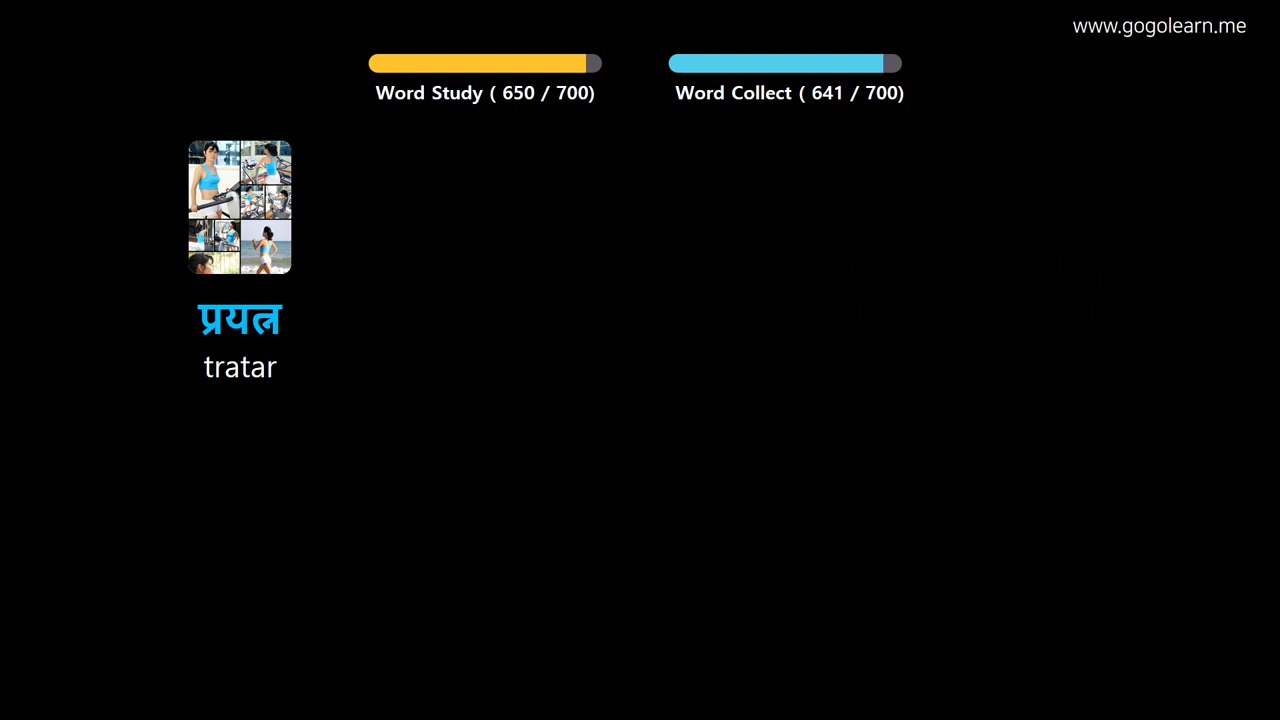 www.gogolearn.me
Word Study ( 650 / 700)
Word Collect ( 641 / 700)
प्रयत्न
tratar